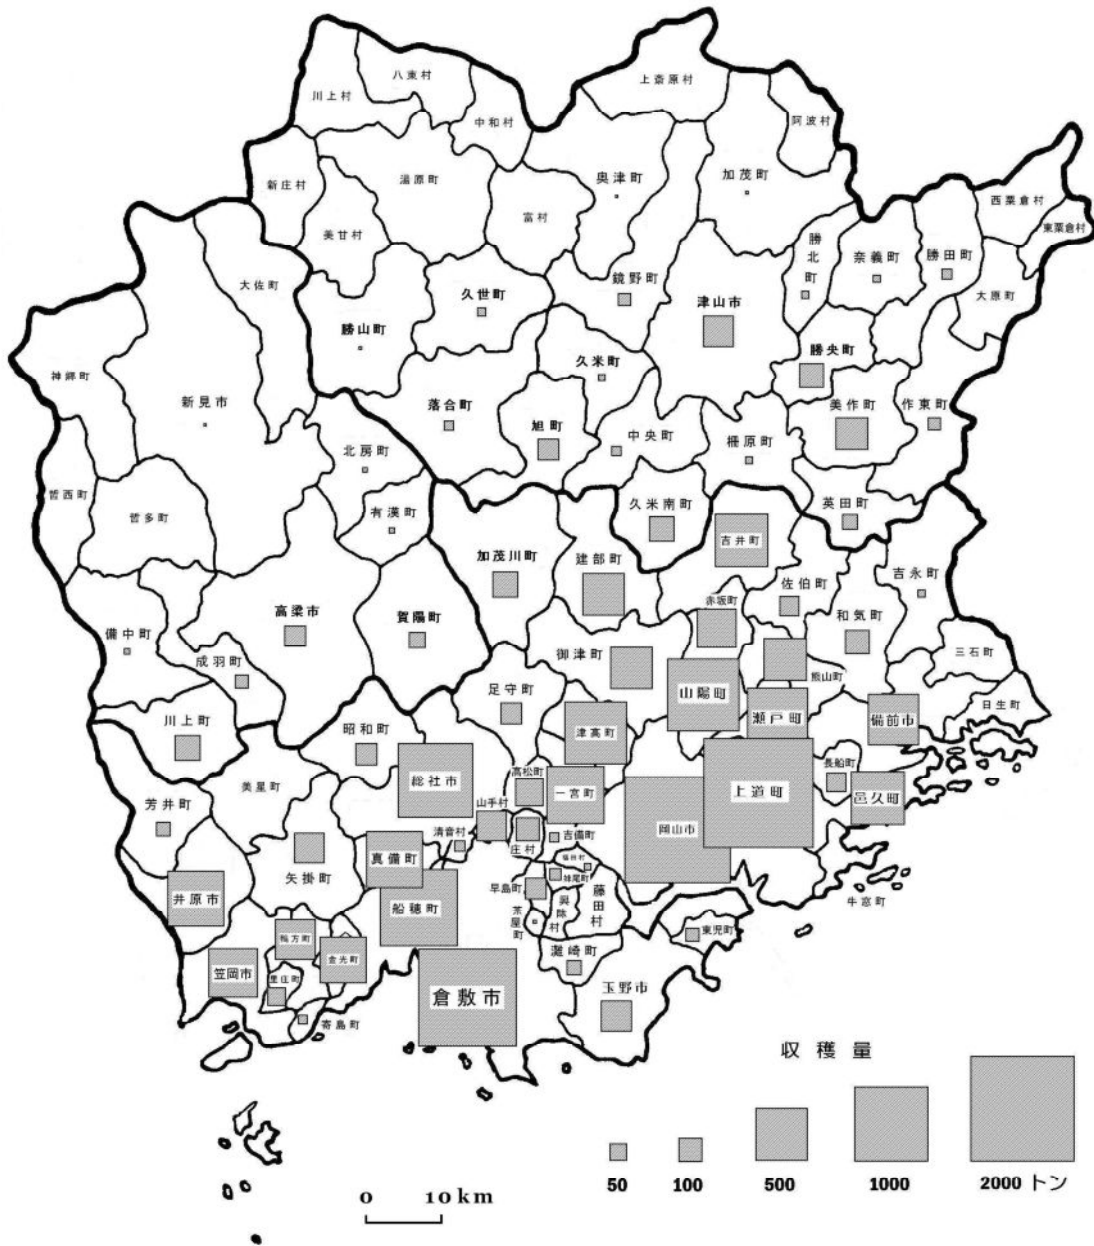 上斎原村
八束村
川上村
中和村
阿波村
湯原町
奥津町
加茂町
新庄村
西粟倉村
富村
東粟倉村
美甘村
勝北町
奈義町
勝田町
鏡野町
大佐町
久世町
大原町
津山市
勝山町
勝央町
久米町
神郷町
新見市
落合町
美作町
作東町
旭町
中央町
柵原町
北房町
哲西町
久米南町
英田町
有漢町
哲多町
吉井町
加茂川町
建部町
佐伯町
吉永町
赤坂町
高梁市
賀陽町
和気町
備中町
御津町
三石町
成羽町
熊山町
足守町
山陽町
日生町
川上町
昭和町
瀬戸町
備前市
津高町
総社市
高松町
長船町
美星町
一宮町
上道町
邑久町
芳井町
山手村
岡山市
清音村
吉備町
真備町
庄村
福田村
矢掛町
妹尾町
早島町
井原市
船穂町
藤田村
牛窓町
茶屋町
興除村
東児町
鴨方町
灘崎町
金光町
笠岡市
里庄町
玉野市
倉敷市
寄島町
収穫量
50
100
500
1000
2000 トン
0
10 km